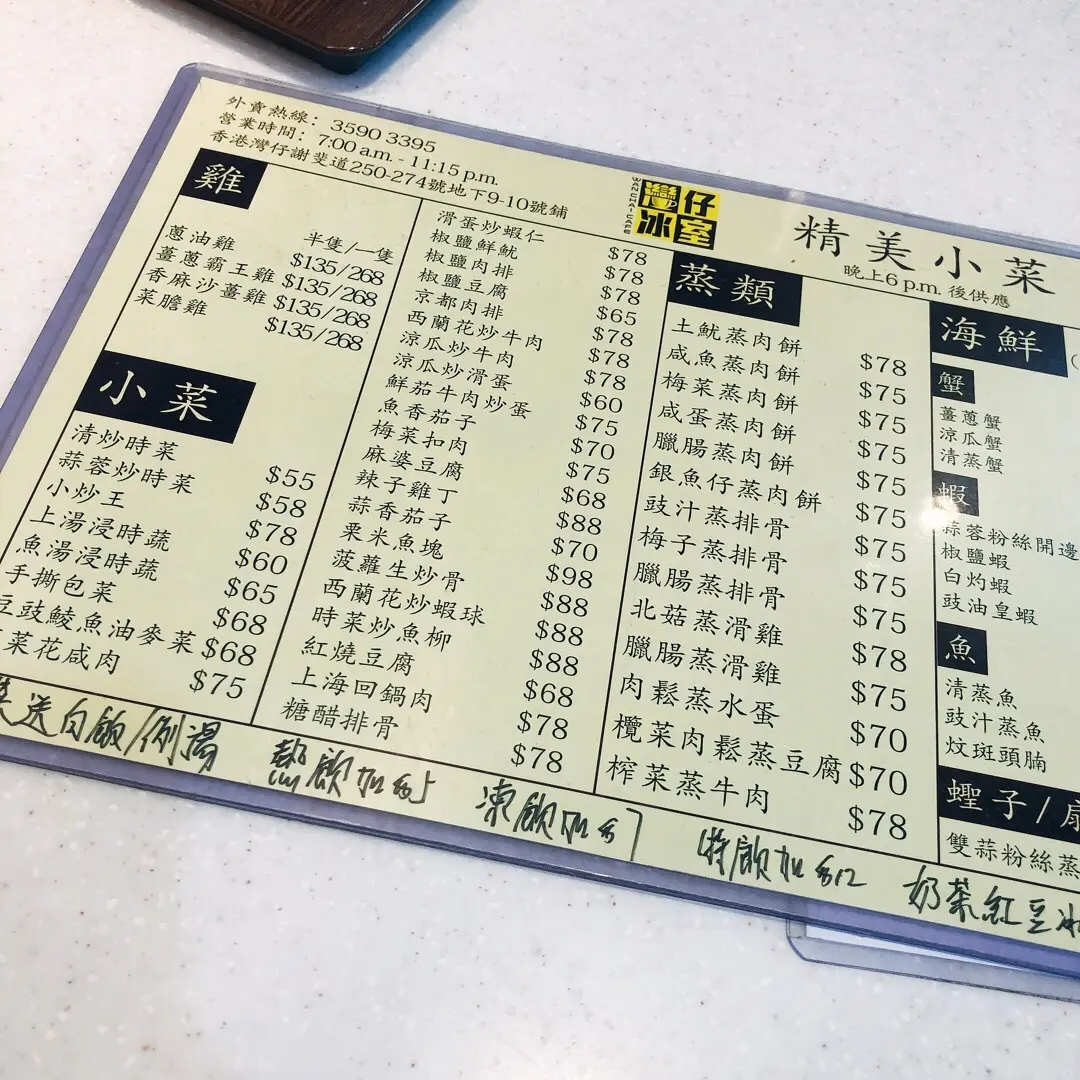 外賣熱線: 3590 3395
營業時間: 7:00 a.m. - 11:15 p.m.
香港灣仔謝斐道250-274號地下9-10號鋪
WAN CHAI CAFE
灣仔
冰室
精美小菜
晚上6 p.m. 後供應
雞
半隻/一隻
蔥油雞 $135/268
薑蔥霸王雞 $135/268
香麻沙薑雞 $135/268
菜膽雞 $135/268
小菜
清炒時菜 $55
蒜蓉炒時菜 $58
小炒王 $78
上湯浸時蔬 $60
魚湯浸時蔬 $65
手撕包菜 $68
豆豉鯪魚油麥菜 $68
菜花咸肉 $75
滑蛋炒蝦仁 $78
椒鹽鮮魷 $78
椒鹽肉排 $78
椒鹽豆腐 $65
京都肉排 $78
西蘭花炒牛肉 $78
涼瓜炒牛肉 $78
涼瓜炒滑蛋 $60
鮮茄牛肉炒蛋 $75
魚香茄子 $70
梅菜扣肉 $75
麻婆豆腐 $68
辣子雞丁 $88
蒜香茄子 $70
栗米魚塊 $98
菠蘿生炒骨 $88
西蘭花炒蝦球 $88
時菜炒魚柳 $88
紅燒豆腐 $68
上海回鍋肉 $78
糖醋排骨 $78
蒸類
土魷蒸肉餅 $78
咸魚蒸肉餅 $75
梅菜蒸肉餅 $75
咸蛋蒸肉餅 $75
臘腸蒸肉餅 $75
銀魚仔蒸肉餅 $75
豉汁蒸排骨 $75
梅子蒸排骨 $75
臘腸蒸排骨 $75
北菇蒸滑雞 $78
臘腸蒸滑雞 $75
肉鬆蒸水蛋 $70
欖菜肉鬆蒸豆腐 $70
榨菜蒸牛肉 $78
海鮮
蟹
薑蔥蟹
涼瓜蟹
清蒸蟹
蝦
蒜蓉粉絲開邊
椒鹽蝦
白灼蝦
豉油皇蝦
魚
清蒸魚
豉汁蒸魚
炆斑頭腩
蟶子/扇
雙蒜粉絲蒸
送白飯/例湯 熱飲加 凍飲加 特飲加 奶茶紅豆冰